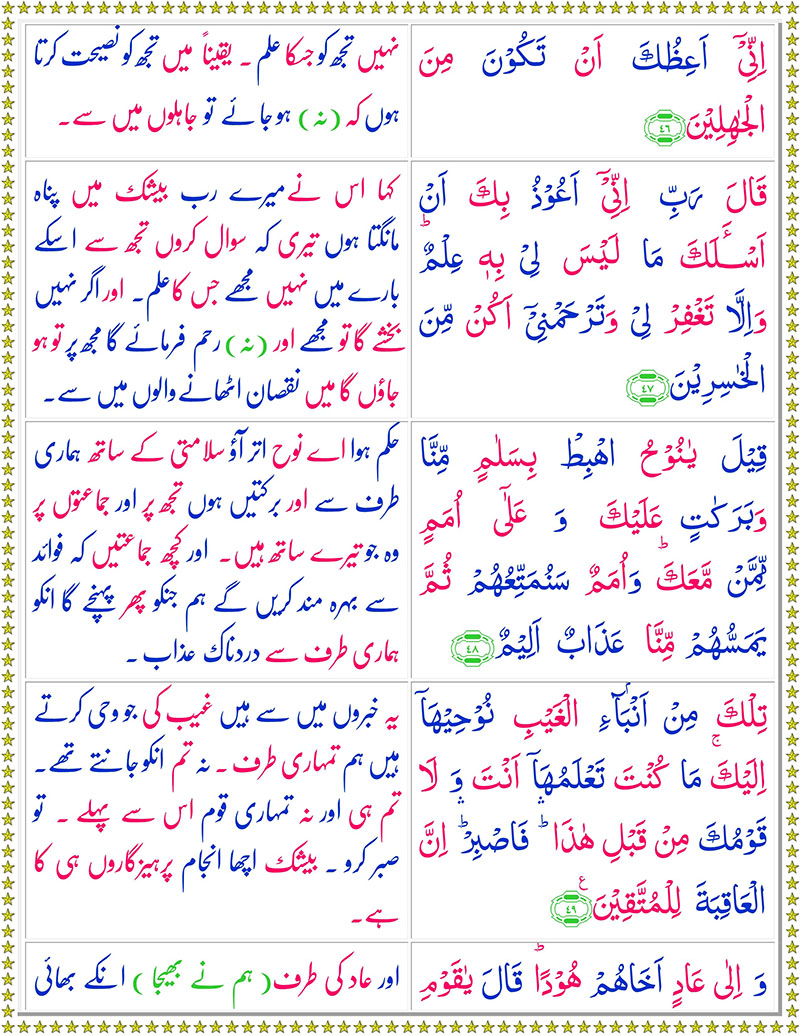 اِنِّیْۤ اَعِظُكَ اَنْ تَكُوْنَ مِنَ
الْجٰهِلِیْنَ ﴿۴۶﴾
نہیں تجھ کو جسکا علم ۔ یقیناً میں تجھ کو نصیحت کرتا
ہوں کہ (نہ) ہو جائے تو جاہلوں میں سے۔
قَالَ رَبِّ اِنِّیْۤ اَعُوْذُ بِكَ اَنْ
اَسْــٴَـلَكَ مَا لَیْسَ لِیْ بِهٖ عِلْمٌؕ
وَاِلَّا تَغْفِرْ لِیْ وَتَرْحَمْنِیْۤ اَكُنْ مِّنَ
الْخٰسِرِیْنَ ﴿۴۷﴾
کہا اس نے میرے رب بیشک میں پناہ
مانگتا ہوں تیری کہ سوال کروں تجھ سے اسکے
بارے میں نہیں مجھے جس کا علم۔ اور اگر نہیں
بخشے گا تو مجھے اور (نہ) رحم فرمائے گا مجھ پر تو ہو
جاؤں گا میں نقصان اٹھانے والوں میں سے۔
قِیْلَ یٰنُوْحُ اهْبِطْ بِسَلٰمٍ مِّنَّا
وَبَرَكٰتٍ عَلَیْكَ وَ عَلٰۤی اُمَمٍ
مِّمَّنْ مَّعَكَؕ وَاُمَمٌ سَنُمَتِّعُهُمْ ثُمَّ
یَمَسُّهُمْ مِّنَّا عَذَابٌ اَلِیْمٌ ﴿۴۸﴾
حکم ہوا اے نوح اتر آؤ سلامتی کے ساتھ ہماری
طرف سے اور برکتیں ہوں تجھ پر اور جماعتوں پر
وہ جو تیرے ساتھ ہیں۔ اور کچھ جماعتیں کہ فوائد
سے بہرہ مند کریں گے ہم جنکو پھر پہنچے گا انکو
ہماری طرف سے دردناک عذاب ۔
تِلْكَ مِنْ اَنْۢبَآءِ الْغَیْبِ نُوْحِیْهَاۤ
اِلَیْكَۚ مَا كُنْتَ تَعْلَمُهَاۤ اَنْتَ وَ لَا
قَوْمُكَ مِنْ قَبْلِ هٰذَاؕ فَاصْبِرْؕ اِنَّ
الْعَاقِبَةَ لِلْمُتَّقِیْنَ۠ ﴿۴۹﴾ ع
یہ خبروں میں سے ہیں غیب کی جو وحی کرتے
ہیں ہم تمہاری طرف ۔ نہ تم انکو جانتے تھے۔
تم ہی اور نہ تمہاری قوم اس سے پہلے ۔ تو
صبر کرو ۔ بیشک اچھا انجام پرہیزگاروں ہی کا
ہے۔
وَ اِلٰی عَادٍ اَخَاهُمْ هُوْدًاؕ قَالَ یٰقَوْمِ
اور عاد کی طرف (ہم نے بھیجا) انکے بھائی